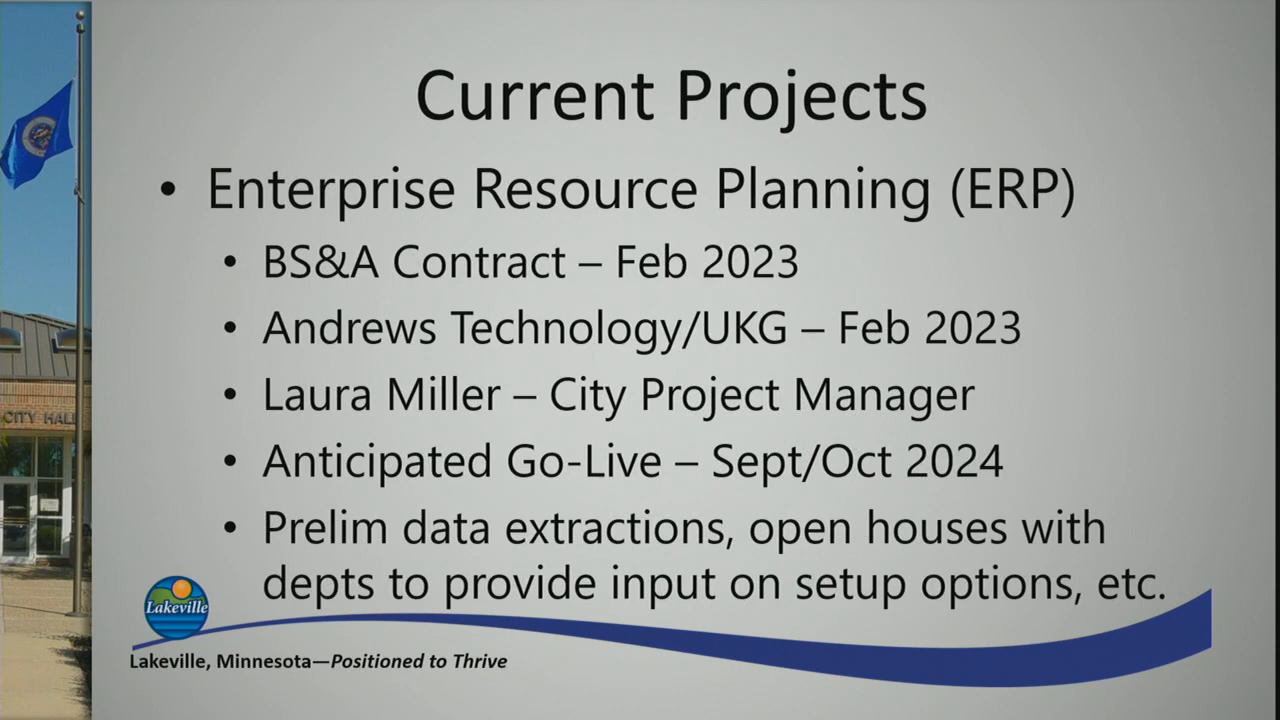 Current Projects
• Enterprise Resource Planning (ERP)
• BS&A Contract – Feb 2023
• Andrews Technology/UKG – Feb 2023
• Laura Miller – City Project Manager
• Anticipated Go-Live – Sept/Oct 2024
• Prelim data extractions, open houses with
depts to provide input on setup options, etc.
CITY HALL
Lakeville
Lakeville, Minnesota—Positioned to Thrive